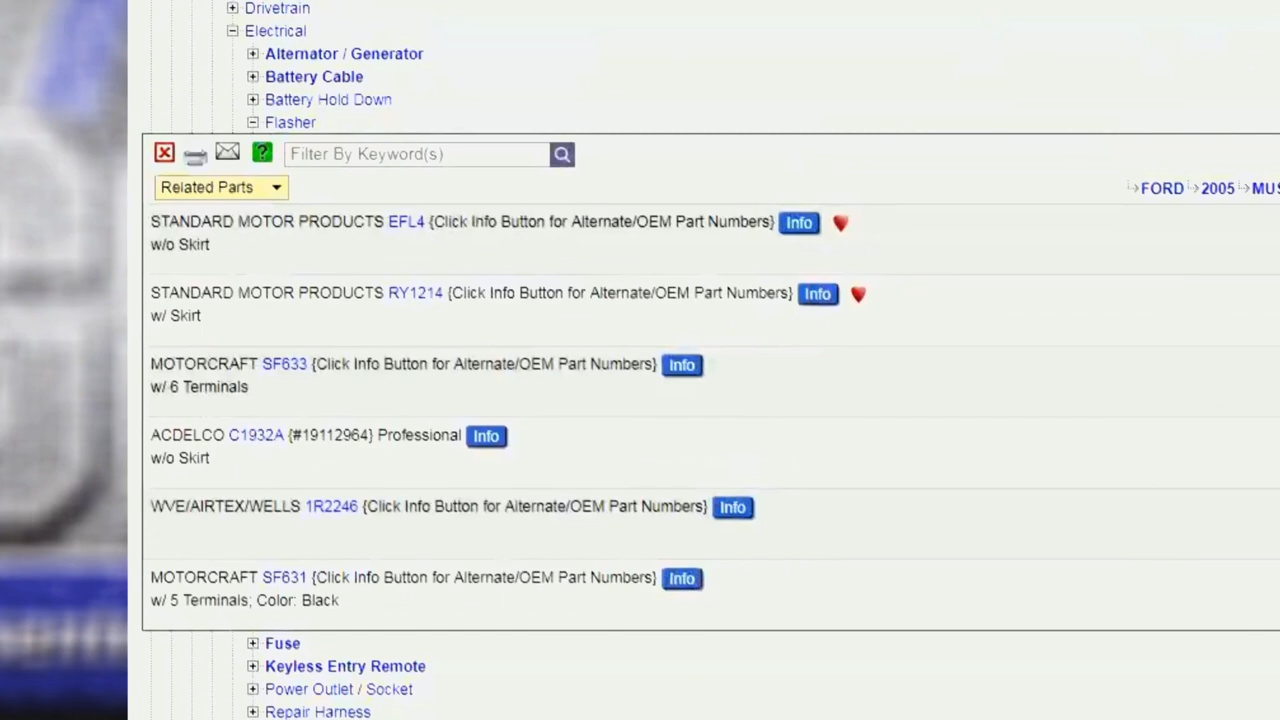 Drivetrain
Electrical
Alternator / Generator
Battery Cable
Battery Hold Down
Flasher
Filter By Keyword(s)
Related Parts
FORD 2005
STANDARD MOTOR PRODUCTS EFL4 {Click Info Button for Alternate/OEM Part Numbers} Info
w/o Skirt
STANDARD MOTOR PRODUCTS RY1214 {Click Info Button for Alternate/OEM Part Numbers} Info
w/ Skirt
MOTORCRAFT SF633 {Click Info Button for Alternate/OEM Part Numbers} Info
w/ 6 Terminals
ACDELCO C1932A {#19112964} Professional Info
w/o Skirt
WVE/AIRTEX/WELLS 1R2246 {Click Info Button for Alternate/OEM Part Numbers} Info
MOTORCRAFT SF631 {Click Info Button for Alternate/OEM Part Numbers} Info
w/ 5 Terminals; Color: Black
Fuse
Keyless Entry Remote
Power Outlet / Socket
Repair Harness